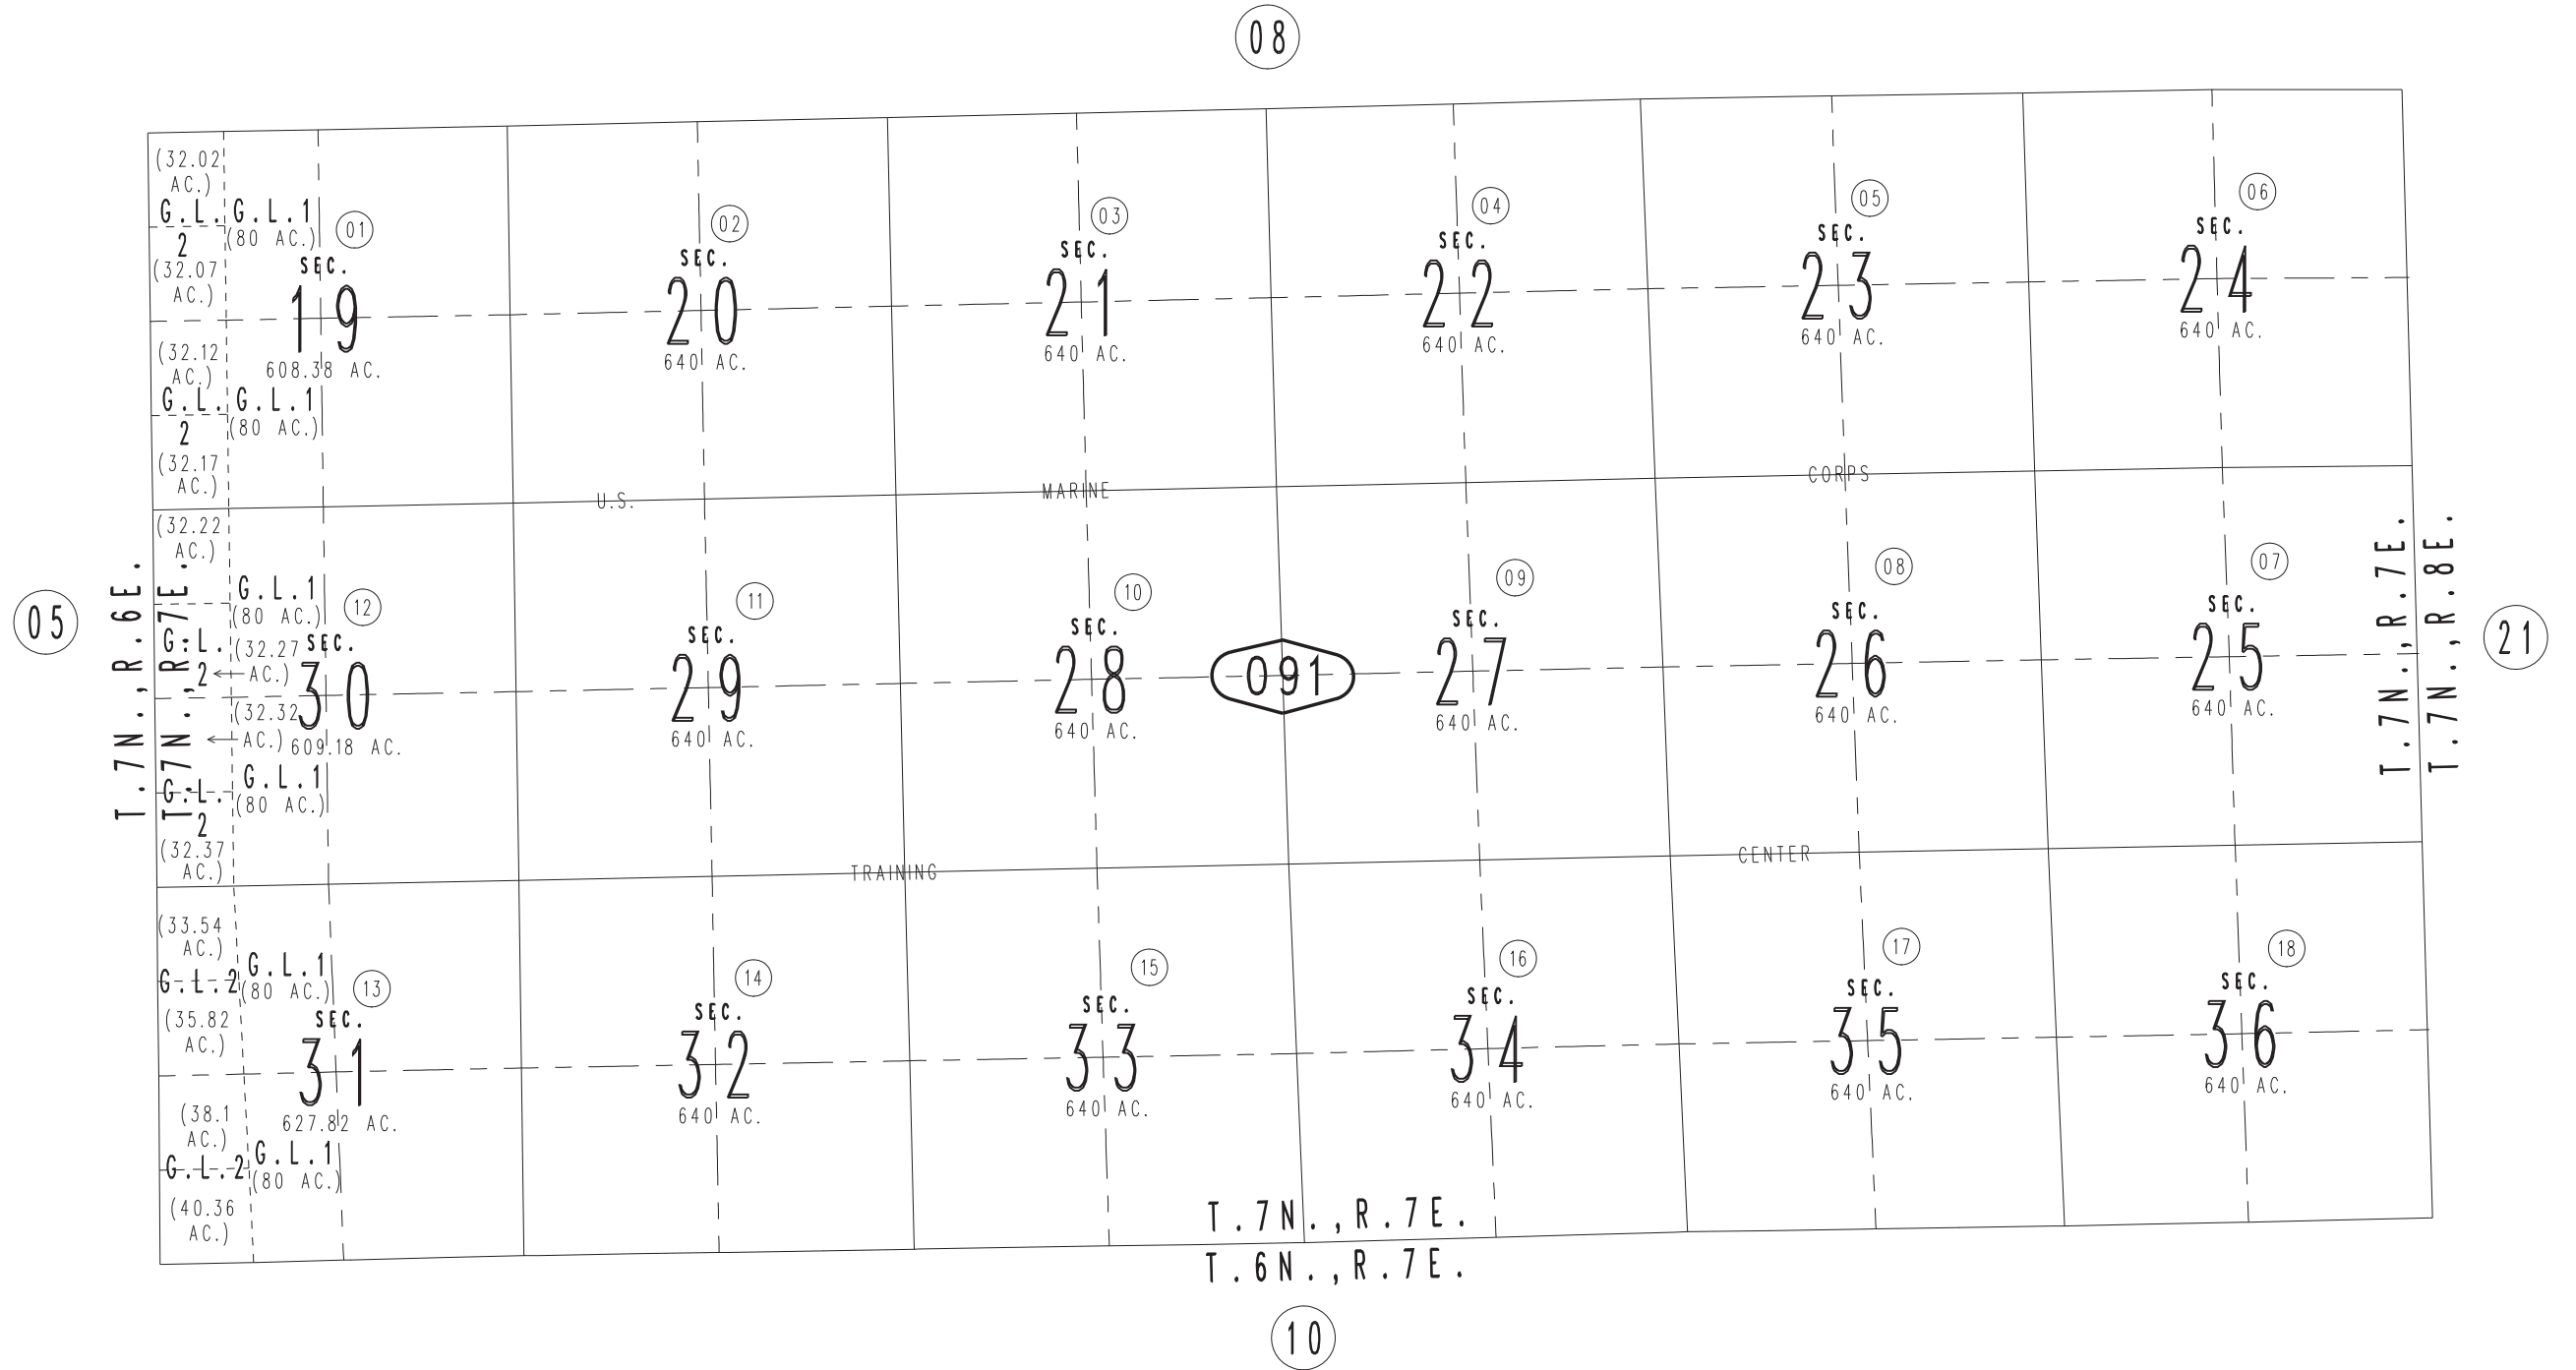 08
(32.02
AC.)
G.L.
2
G.L.1
(80 AC.)
01
SEC.
19
608.38 AC.
(32.07
AC.)
(32.12
AC.)
G.L.
2
G.L.1
(80 AC.)
(32.17
AC.)
02
SEC.
20
640 AC.
03
SEC.
21
640 AC.
04
SEC.
22
640 AC.
05
SEC.
23
640 AC.
06
SEC.
24
640 AC.
U.S. MARINE CORPS
05
T.7N.,R.6E.
T.7N.,R.7E.
(32.22
AC.)
G.L.1
(80 AC.)
12
G.L.
2
(32.27
AC.)
SEC.
30
609.18 AC.
(32.32
AC.)
G.L.
2
G.L.1
(80 AC.)
(32.37
AC.)
11
SEC.
29
640 AC.
10
SEC.
28
640 AC.
091
09
SEC.
27
640 AC.
08
SEC.
26
640 AC.
07
SEC.
25
640 AC.
T.7N.,R.7E.
T.7N.,R.8E.
21
TRAINING CENTER
(33.54
AC.)
G.L.2
G.L.1
(80 AC.)
(35.82
AC.)
13
SEC.
31
627.82 AC.
(38.1
AC.)
G.L.2
G.L.1
(80 AC.)
(40.36
AC.)
14
SEC.
32
640 AC.
15
SEC.
33
640 AC.
16
SEC.
34
640 AC.
17
SEC.
35
640 AC.
18
SEC.
36
640 AC.
T.7N.,R.7E.
T.6N.,R.7E.
10